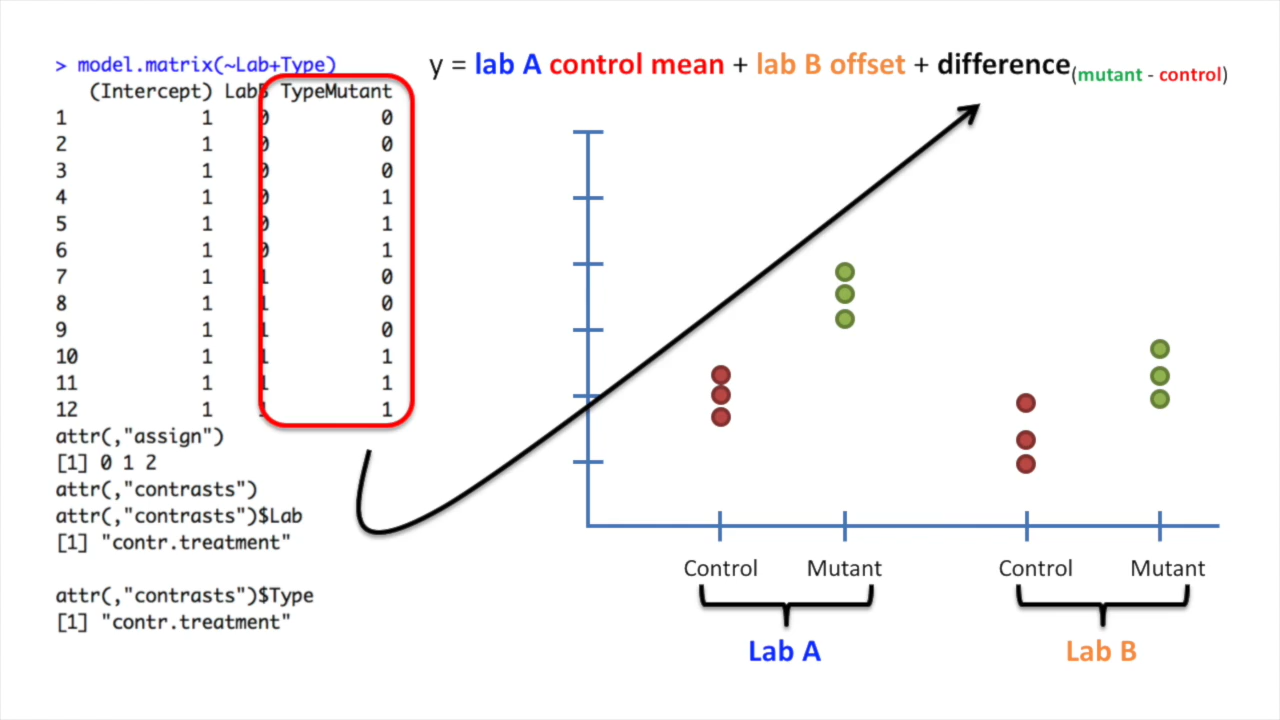 > model.matrix(~Lab+Type)
(Intercept) LabB TypeMutant
1 1 0 0
2 1 0 0
3 1 0 0
4 1 0 1
5 1 0 1
6 1 0 1
7 1 1 0
8 1 1 0
9 1 1 0
10 1 1 1
11 1 1 1
12 1 1 1
attr(,"assign")
[1] 0 1 2
attr(,"contrasts")
attr(,"contrasts")$Lab
[1] "contr.treatment"
attr(,"contrasts")$Type
[1] "contr.treatment"
y = lab A control mean + lab B offset + difference(mutant - control)
Control Mutant Control Mutant
Lab A Lab B